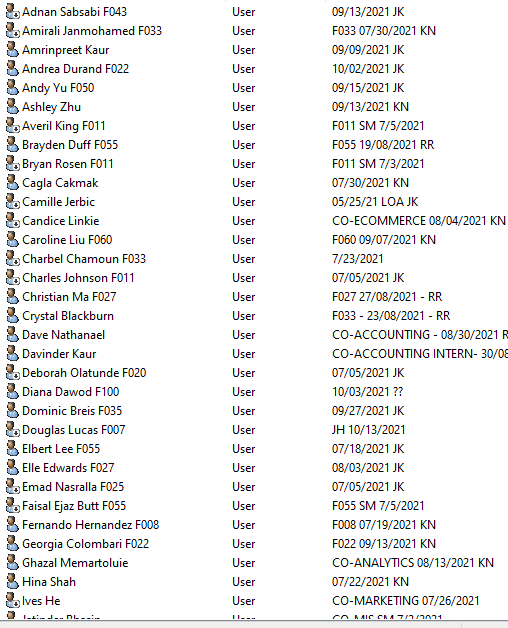 Adnan Sabsabi F043 User 09/13/2021 JK
Amirali Janmohamed F033 User F033 07/30/2021 KN
Amrinpreet Kaur User 09/09/2021 JK
Andrea Durand F022 User 10/02/2021 JK
Andy Yu F050 User 09/15/2021 JK
Ashley Zhu User 09/13/2021 KN
Averil King F011 User F011 SM 7/5/2021
Brayden Duff F055 User F055 19/08/2021 RR
Bryan Rosen F011 User F011 SM 7/3/2021
Cagla Cakmak User 07/30/2021 KN
Camille Jerbic User 05/25/21 LOA JK
Candice Linkie User CO-ECOMMERCE 08/04/2021 KN
Caroline Liu F060 User F060 09/07/2021 KN
Charbel Chamoun F033 User 7/23/2021
Charles Johnson F011 User 07/05/2021 JK
Christian Ma F027 User F027 27/08/2021 - RR
Crystal Blackburn User F033 - 23/08/2021 - RR
Dave Nathanael User CO-ACCOUNTING - 08/30/2021 R
Davinder Kaur User CO-ACCOUNTING INTERN- 30/08
Deborah Olatunde F020 User 07/05/2021 JK
Diana Dawod F100 User 10/03/2021 ??
Dominic Breis F035 User 09/27/2021 JK
Douglas Lucas F007 User JH 10/13/2021
Elbert Lee F055 User 07/18/2021 JK
Elle Edwards F027 User 08/03/2021 JK
Emad Nasralla F025 User 07/05/2021 JK
Faisal Ejaz Butt F055 User F055 SM 7/5/2021
Fernando Hernandez F008 User F008 07/19/2021 KN
Georgia Colombari F022 User F022 09/13/2021 KN
Ghazal Memartoluie User CO-ANALYTICS 08/13/2021 KN
Hina Shah User 07/22/2021 KN
Ives He User CO-MARKETING 07/26/2021
User CO-MIS SM